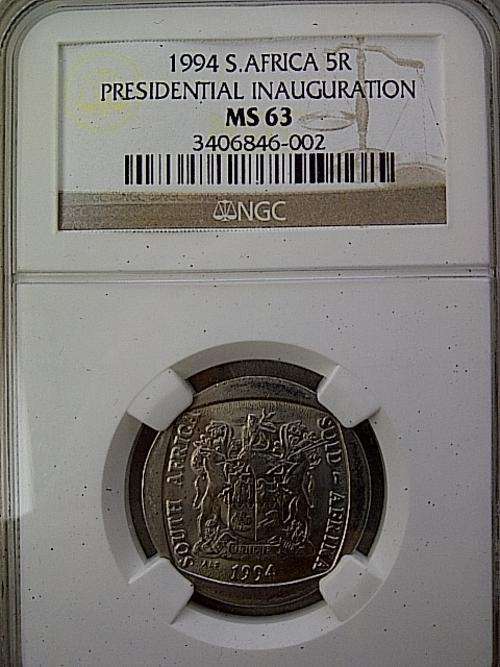 1994 S.AFRICA 5R
PRESIDENTIAL INAUGURATION
MS 63
3406846-002
NGC
SOUTH AFRICA
SUID-AFRIKA
1994